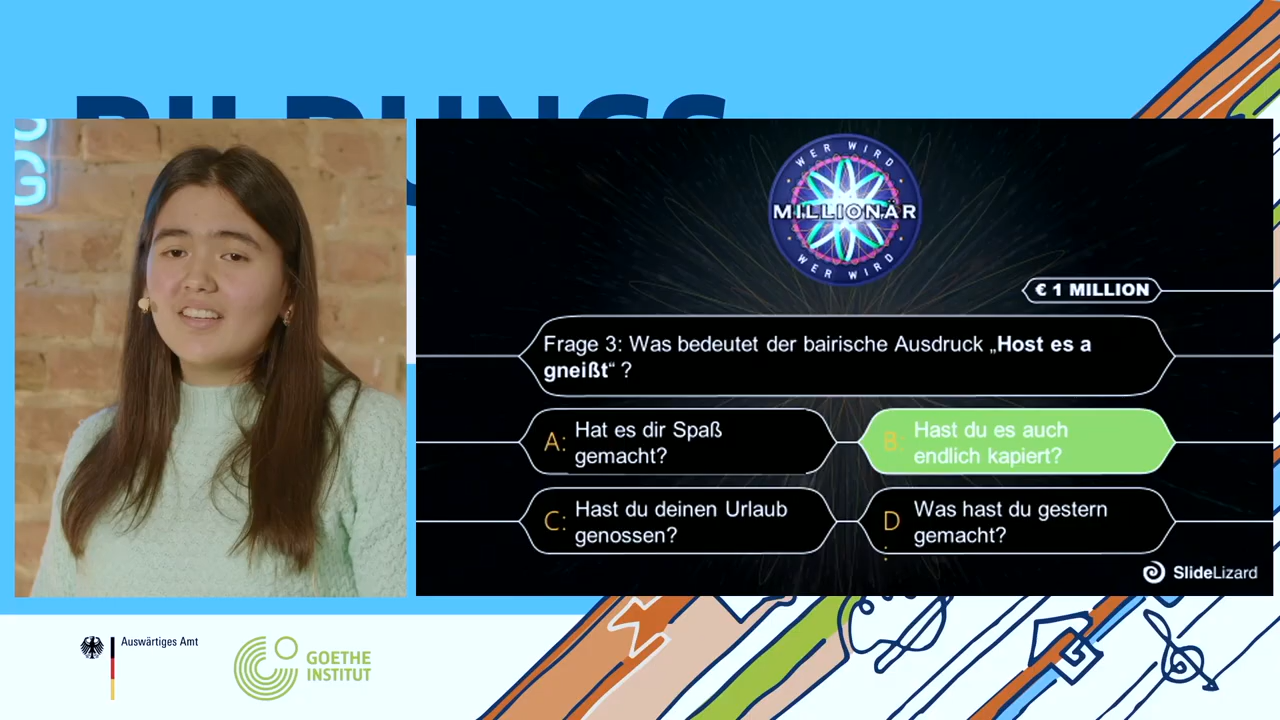 BILDUNGS
G
WER WIRD
MILLIONÄR
WER WIRD
€ 1 MILLION
Frage 3: Was bedeutet der bairische Ausdruck „Host es a
gneißt“ ?
A: Hat es dir Spaß
gemacht?
B: Hast du es auch
endlich kapiert?
C: Hast du deinen Urlaub
genossen?
D: Was hast du gestern
gemacht?
SlideLizard
Auswärtiges Amt
GOETHE
INSTITUT